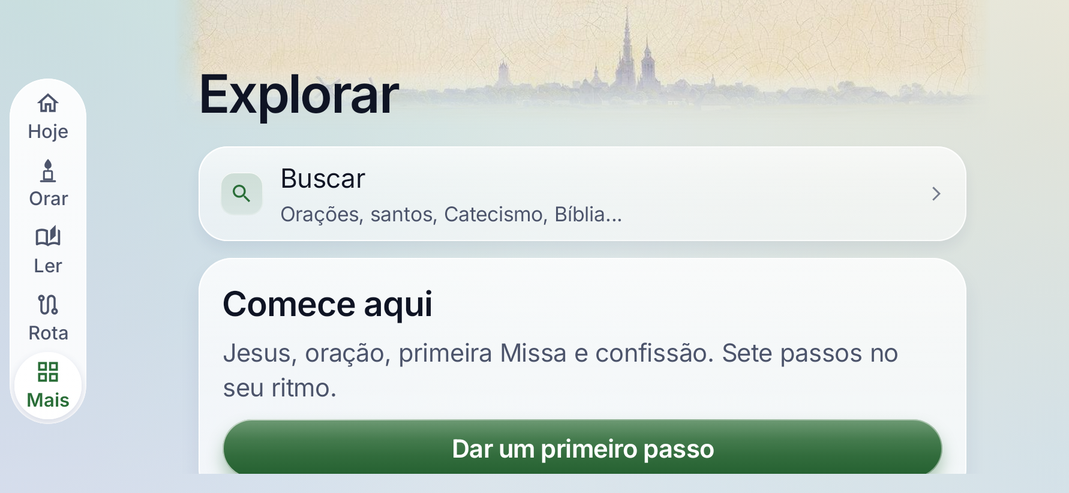 Explorar
Hoje
Orar
Ler
Rota
Mais
Buscar
Orações, santos, Catecismo, Bíblia...
Comece aqui
Jesus, oração, primeira Missa e confissão. Sete passos no
seu ritmo.
Dar um primeiro passo